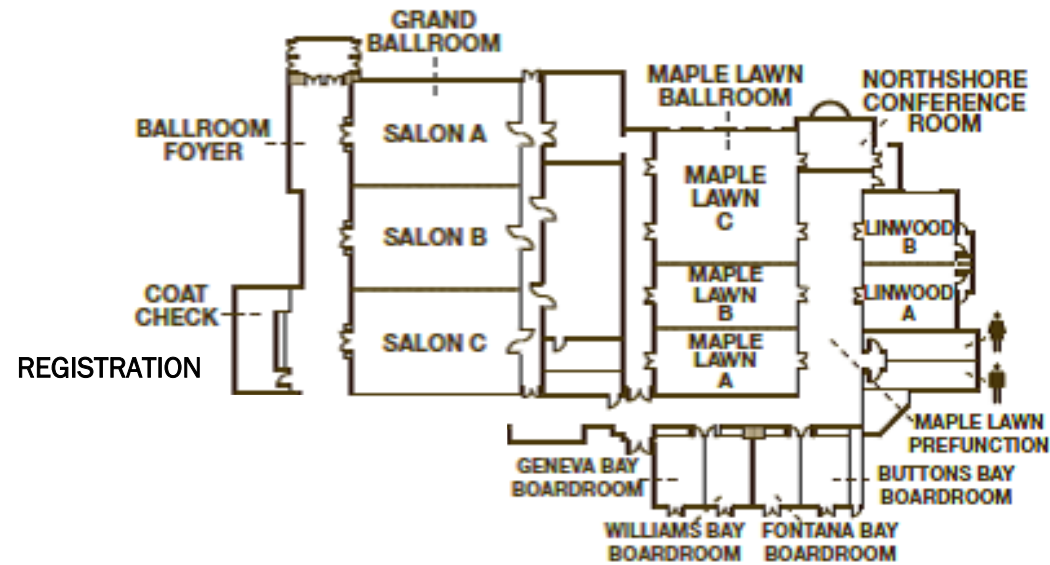 GRAND
BALLROOM
MAPLE LAWN
BALLROOM
NORTHSHORE
CONFERENCE
ROOM
BALLROOM
FOYER
SALON A
MAPLE
LAWN
C
SALON B
LINWOOD
B
MAPLE
LAWN
B
LINWOOD
A
COAT
CHECK
SALON C
MAPLE
LAWN
A
REGISTRATION
MAPLE LAWN
PREFUNCTION
GENEVA BAY
BOARDROOM
BUTTONS BAY
BOARDROOM
WILLIAMS BAY
BOARDROOM
FONTANA BAY
BOARDROOM